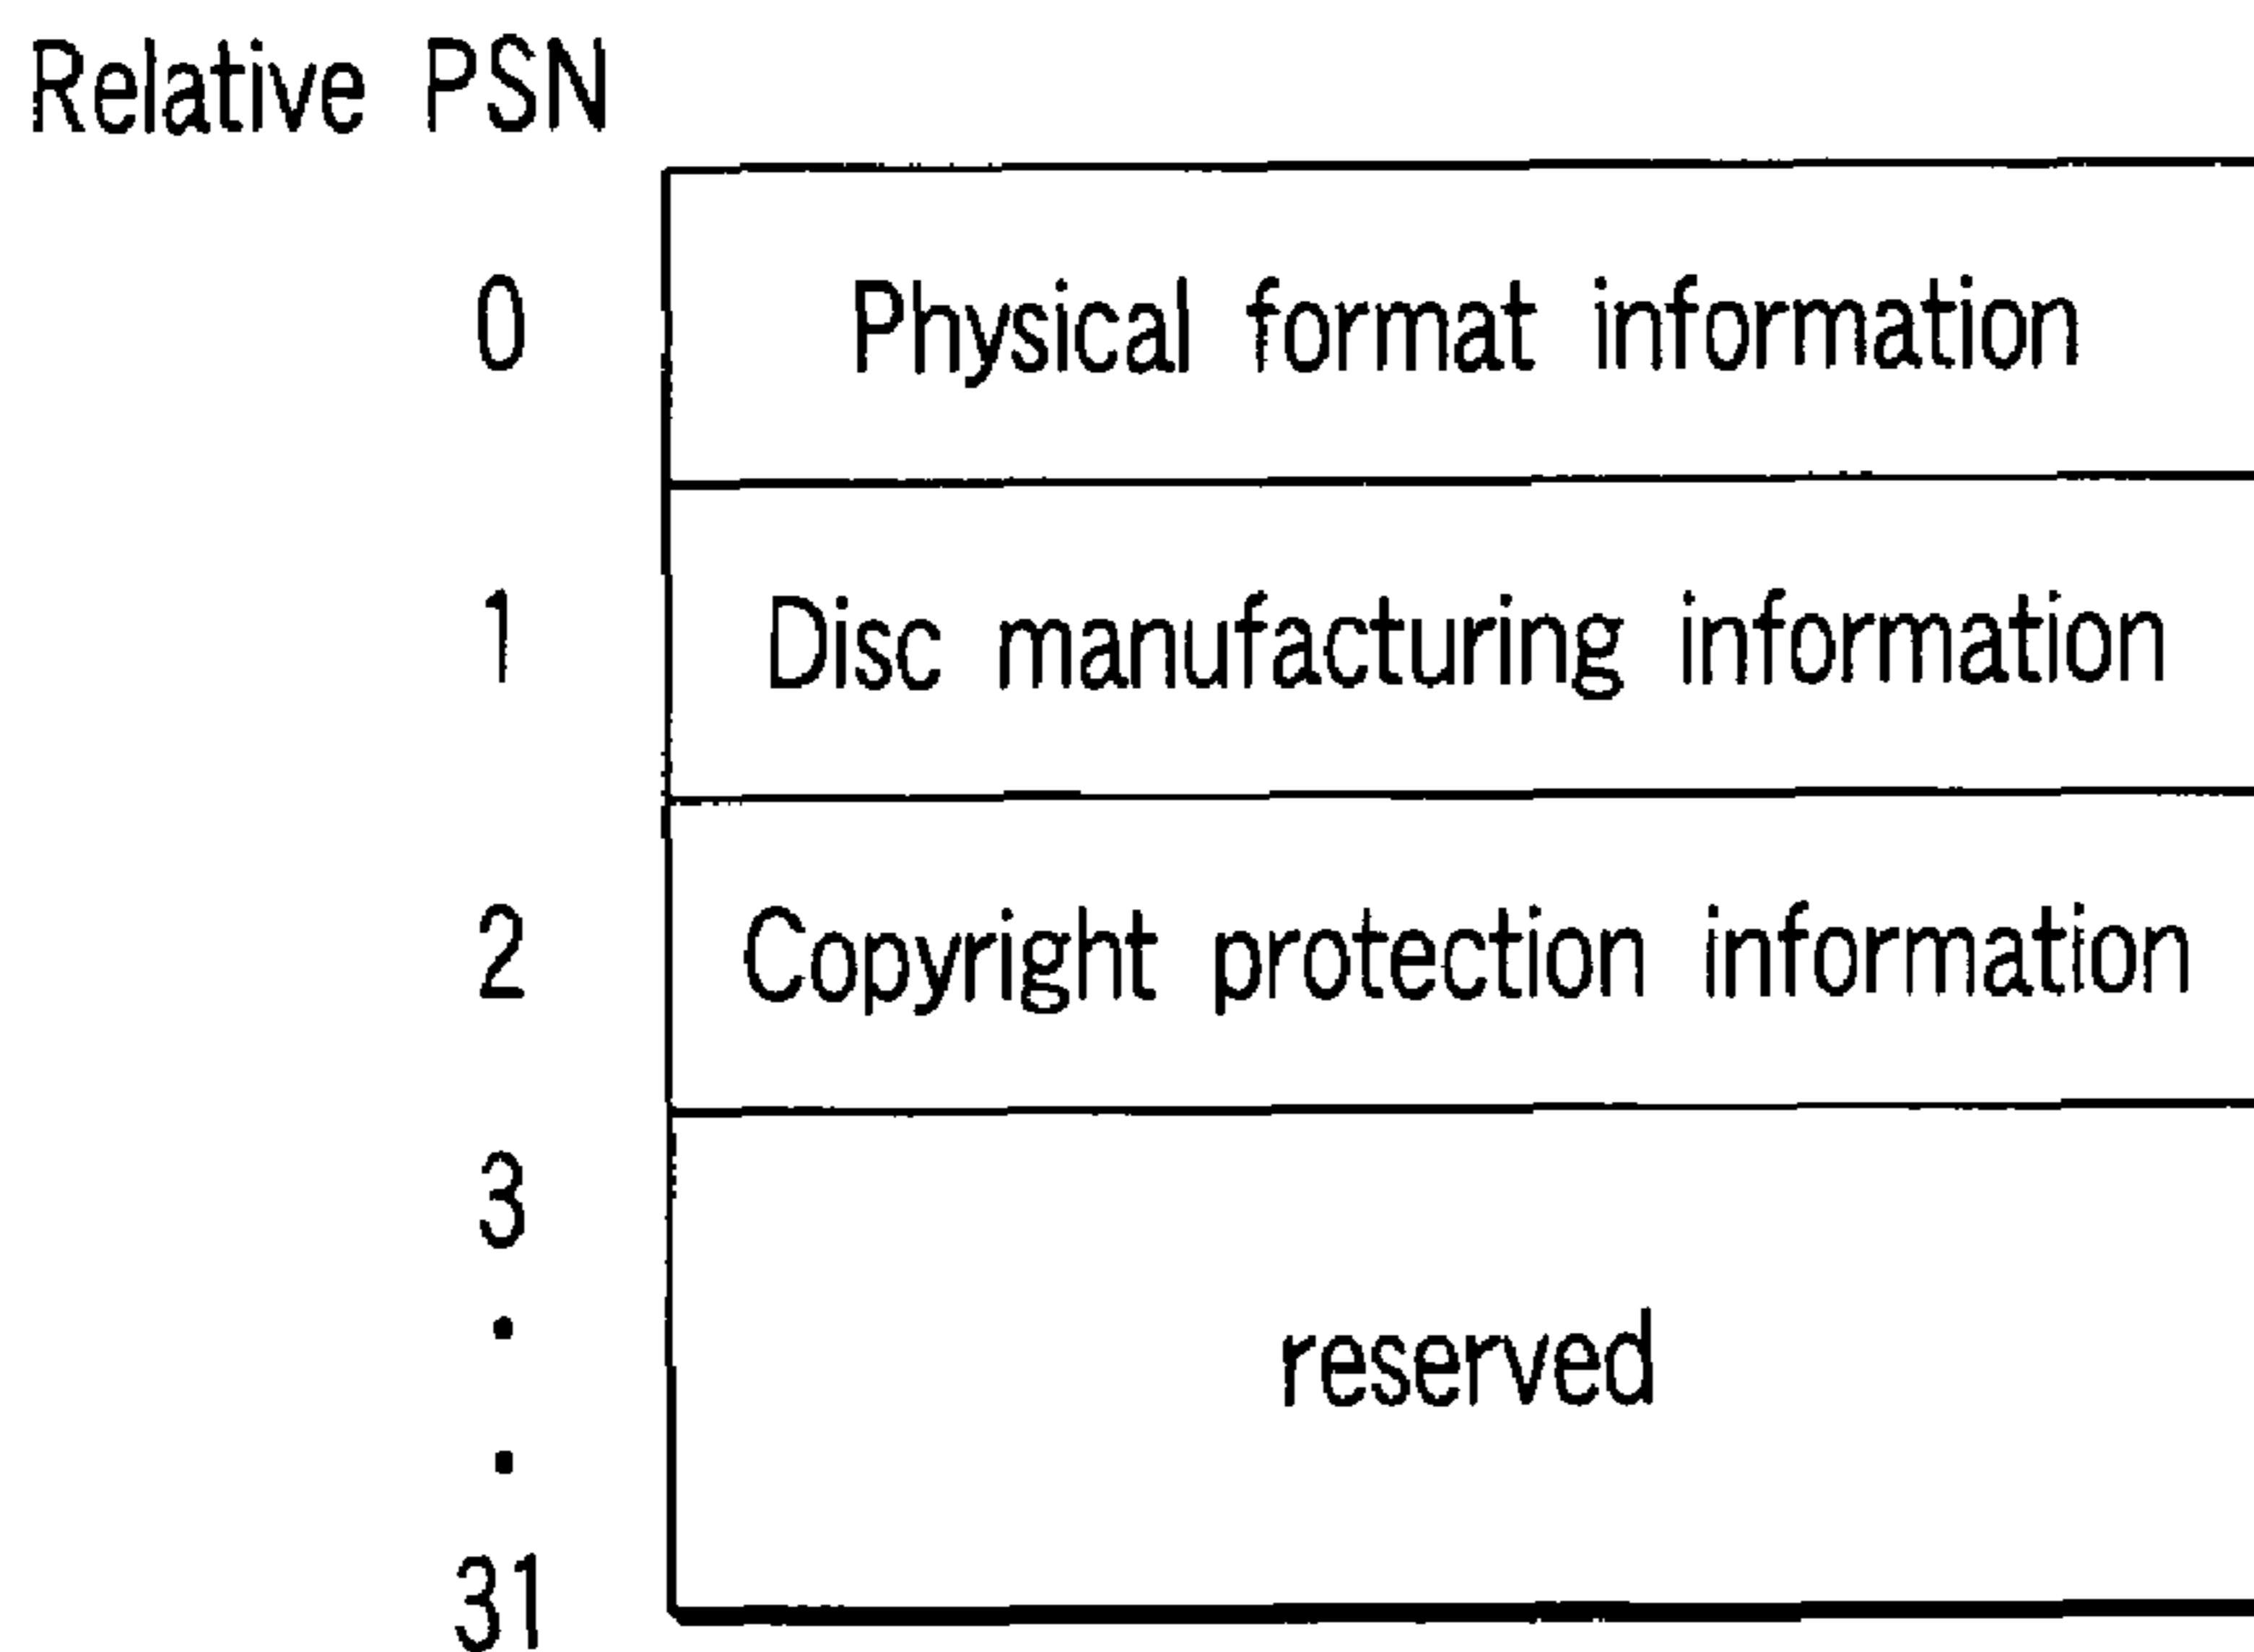 Relative PSN
0 Physical format information
1 Disc manufacturing information
2 Copyright protection information
3
reserved
31